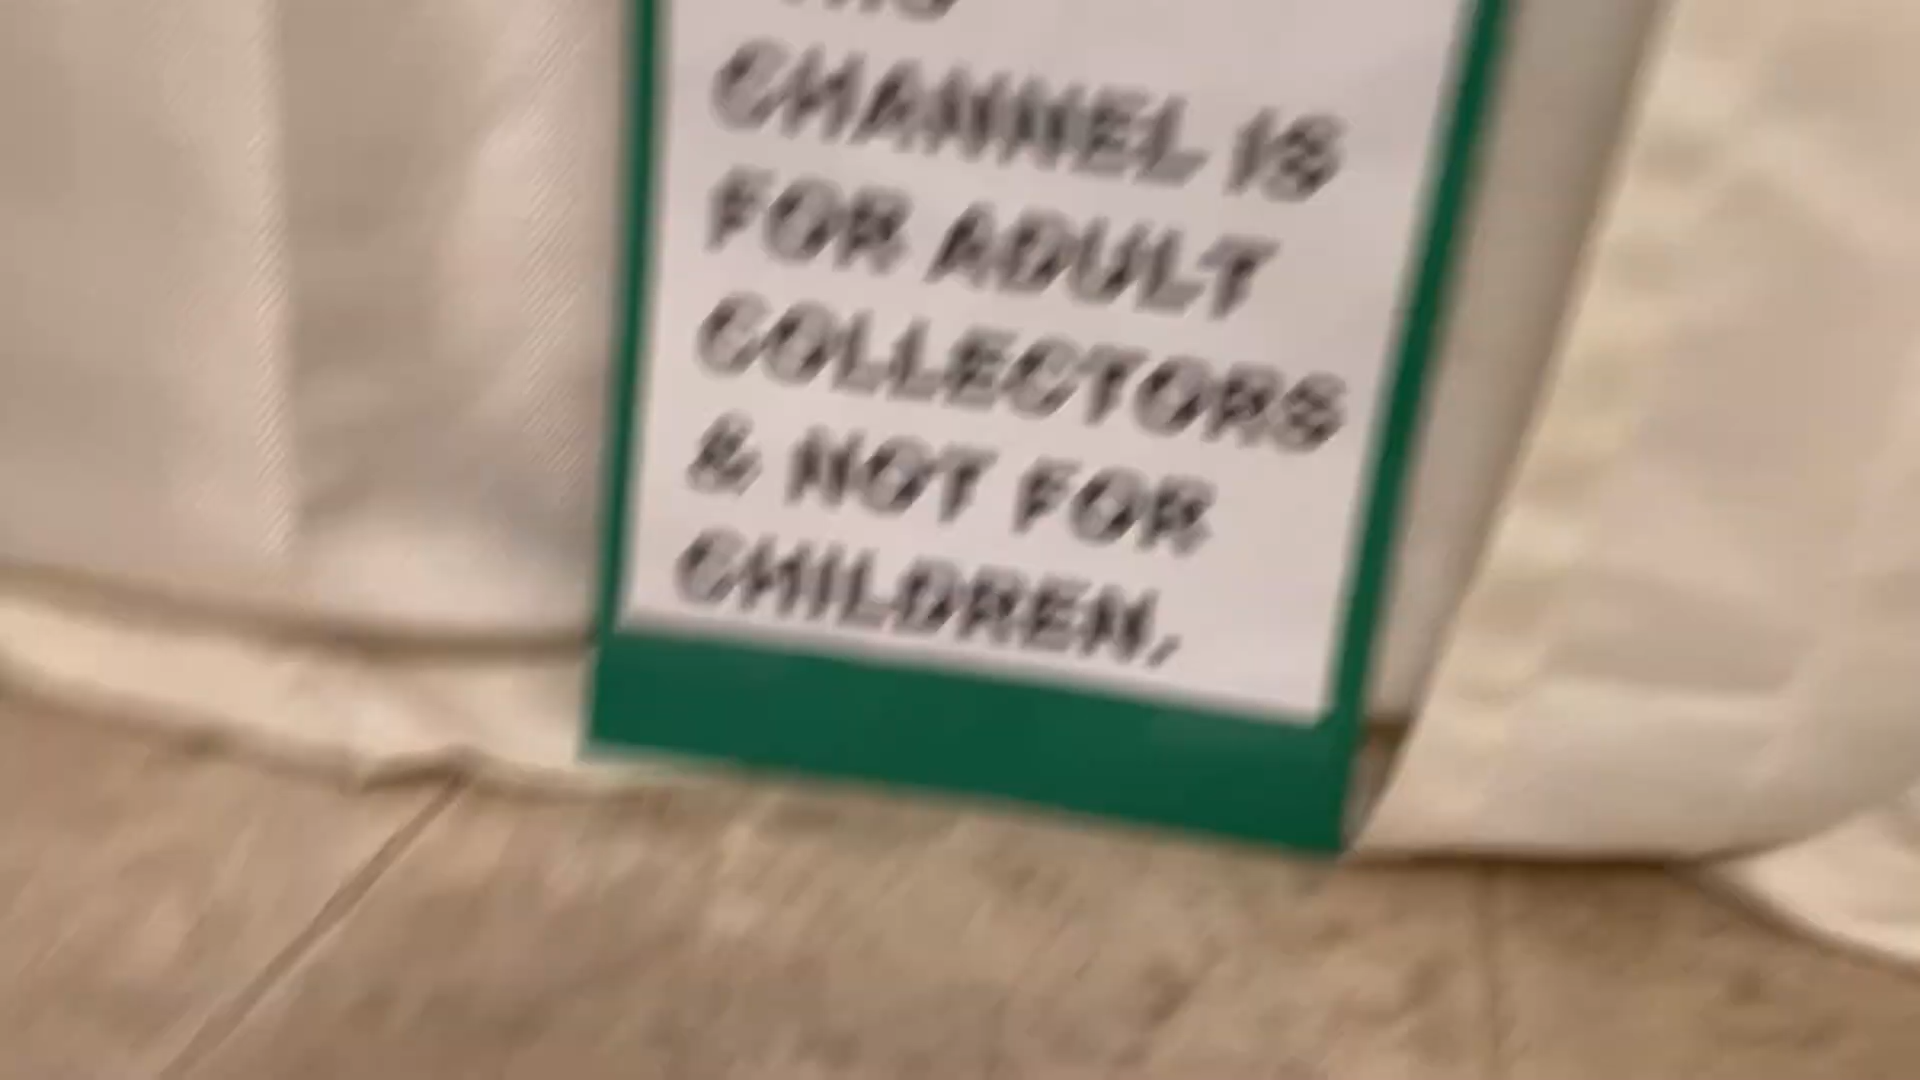 CHANNEL IS
FOR ADULT
COLLECTORS
& NOT FOR
CHILDREN,